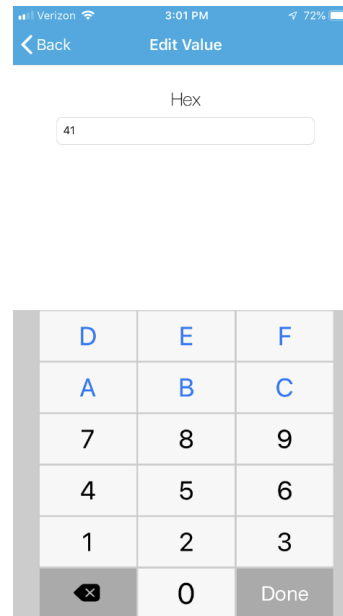 Verizon 3:01 PM 72%
Back Edit Value
Hex
41
D E F
A B C
7 8 9
4 5 6
1 2 3
0 Done